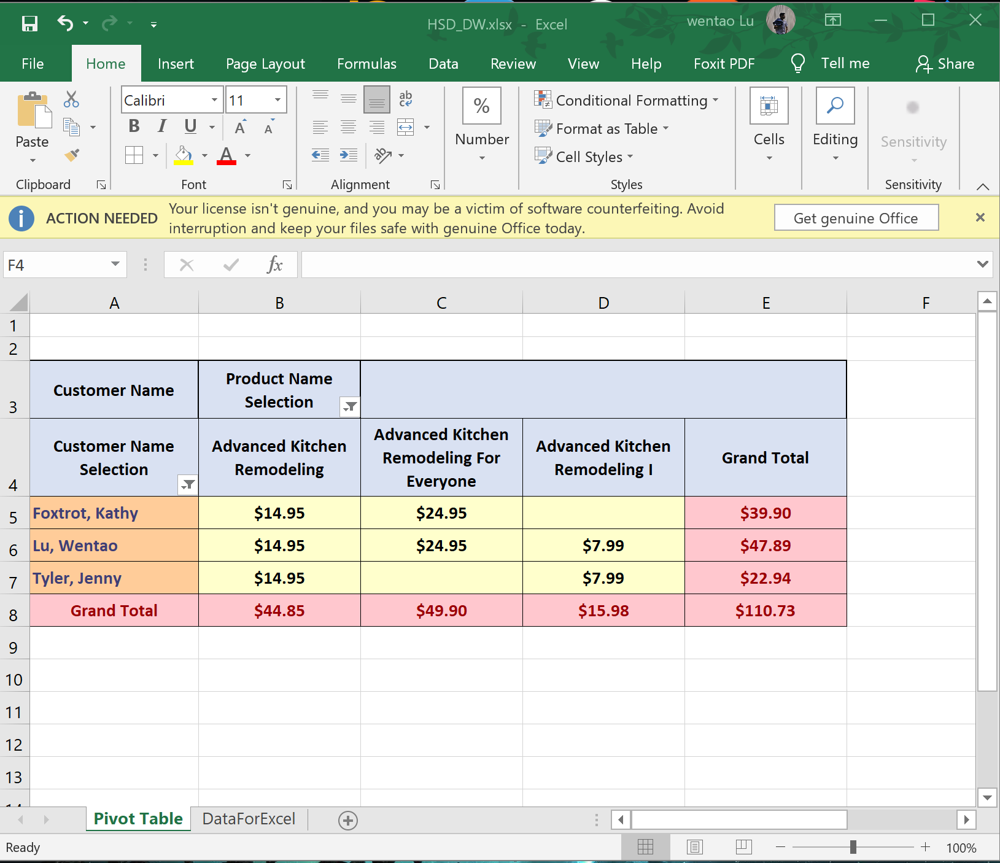 HSD_DW.xlsx - Excel
wentao Lu
File Home Insert Page Layout Formulas Data Review View Help Foxit PDF Tell me Share
Paste
Clipboard
Calibri 11
B I U A A
A
Font
ab
c
ab
Alignment
%
Number
Conditional Formatting
Format as Table
Cell Styles
Styles
Cells
Editing
Sensitivity
Sensitivity
ACTION NEEDED
Your license isn't genuine, and you may be a victim of software counterfeiting. Avoid
interruption and keep your files safe with genuine Office today.
Get genuine Office
F4
fx
A B C D E F
1
2
3
Customer Name
Product Name
Selection
4
Customer Name
Selection
Advanced Kitchen
Remodeling
Advanced Kitchen
Remodeling For
Everyone
Advanced Kitchen
Remodeling I
Grand Total
5 Foxtrot, Kathy $14.95 $24.95 $39.90
6 Lu, Wentao $14.95 $24.95 $7.99 $47.89
7 Tyler, Jenny $14.95 $7.99 $22.94
8 Grand Total $44.85 $49.90 $15.98 $110.73
9
10
11
12
13
14
Pivot Table DataForExcel
Ready
100%